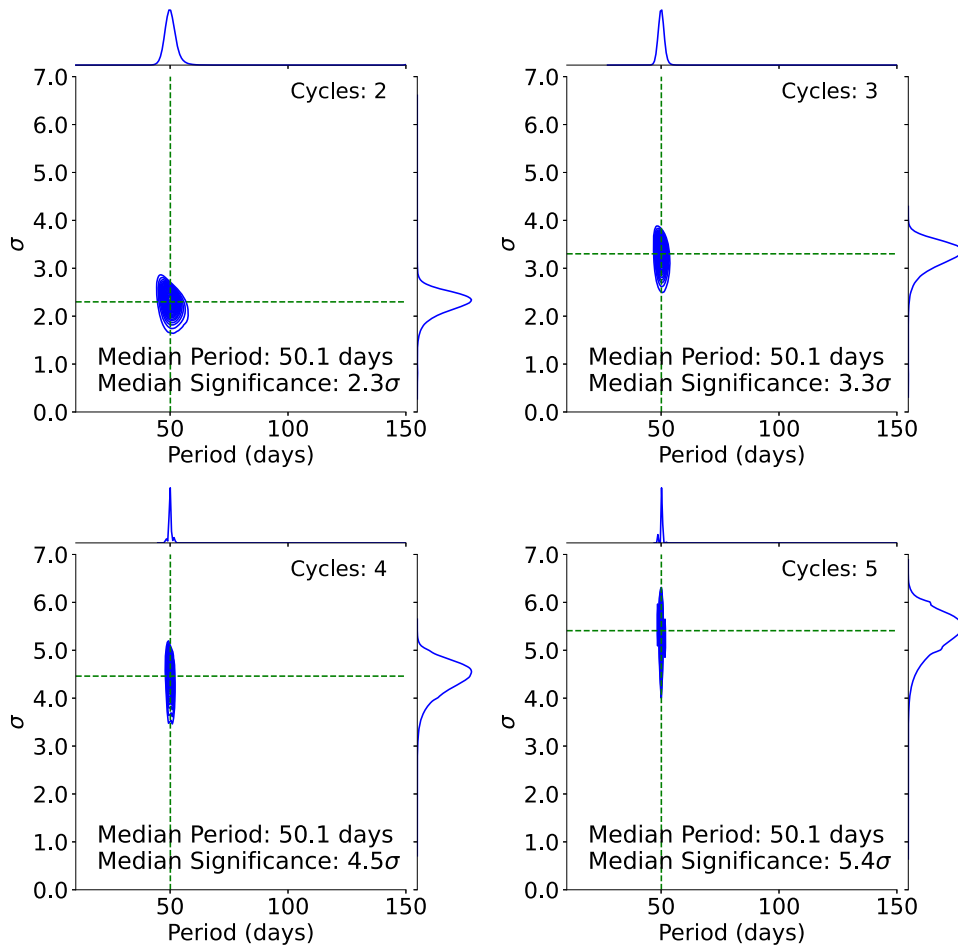 7.0
6.0
5.0
4.0
3.0
2.0
1.0
0.0
σ
Cycles: 2
Median Period: 50.1 days
Median Significance: 2.3σ
50
100
150
Period (days)
7.0
6.0
5.0
4.0
3.0
2.0
1.0
0.0
σ
Cycles: 3
Median Period: 50.1 days
Median Significance: 3.3σ
50
100
150
Period (days)
7.0
6.0
5.0
4.0
3.0
2.0
1.0
0.0
σ
Cycles: 4
Median Period: 50.1 days
Median Significance: 4.5σ
50
100
150
Period (days)
7.0
6.0
5.0
4.0
3.0
2.0
1.0
0.0
σ
Cycles: 5
Median Period: 50.1 days
Median Significance: 5.4σ
50
100
150
Period (days)